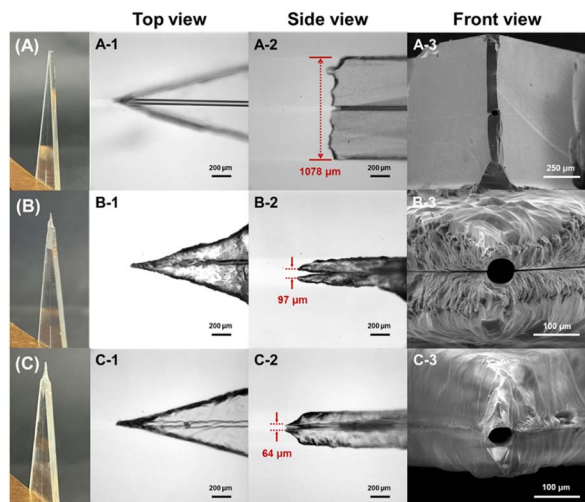 Top view Side view Front view
(A) A-1 A-2 A-3
200 μm 1078 μm 200 μm 250 μm
(B) B-1 B-2 B-3
200 μm 97 μm 200 μm 100 μm
(C) C-1 C-2 C-3
200 μm 64 μm 200 μm 100 μm